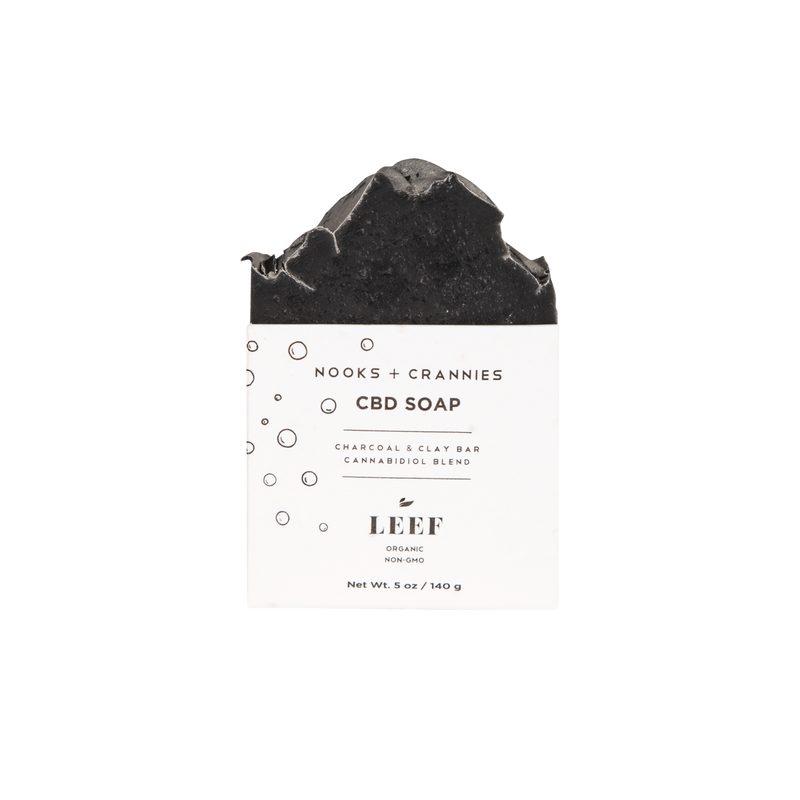 NOOKS + CRANNIES
CBD SOAP
CHARCOAL & CLAY BAR
CANNABIDIOL BLEND
LEEF
ORGANIC
NON-GMO
Net Wt. 5 oz / 140 g